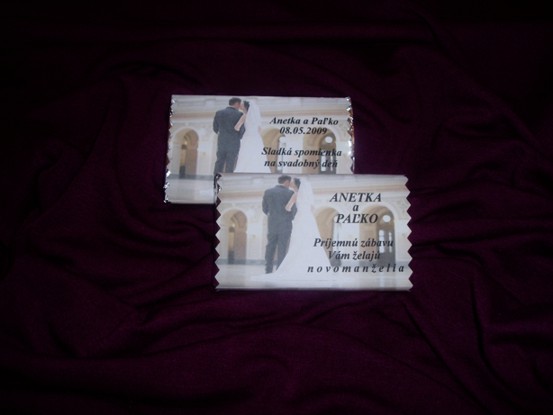 Anetka a Paľko
08.05.2009
Sladká spomienka
na svadobný deň
ANETKA
a
PAĽKO
Príjemnú zábavu
Vám želajú
novomanželia